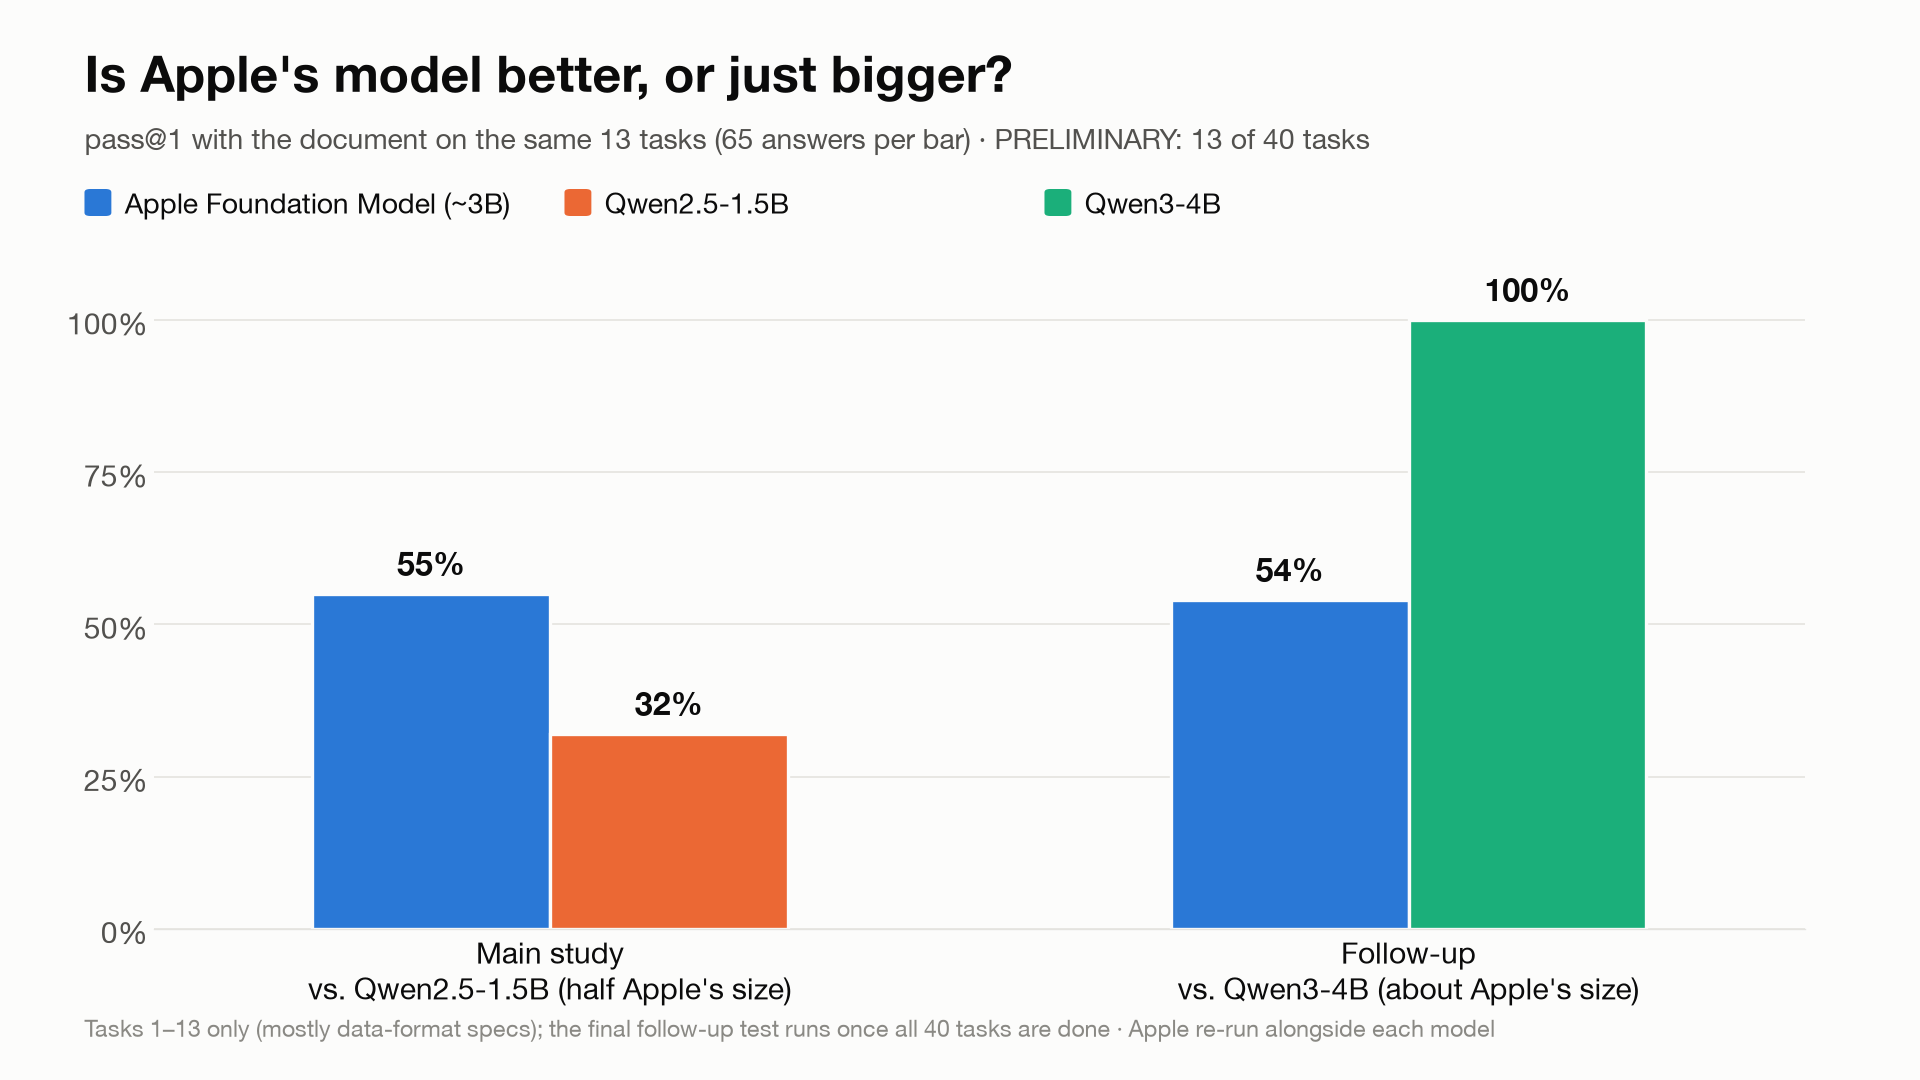 Is Apple's model better, or just bigger?
pass@1 with the document on the same 13 tasks (65 answers per bar) · PRELIMINARY: 13 of 40 tasks
Apple Foundation Model (~3B) Qwen2.5-1.5B Qwen3-4B
100%
100%
75%
55%
54%
50%
32%
25%
0%
Main study
vs. Qwen2.5-1.5B (half Apple's size)
Follow-up
vs. Qwen3-4B (about Apple's size)
Tasks 1–13 only (mostly data-format specs); the final follow-up test runs once all 40 tasks are done · Apple re-run alongside each model